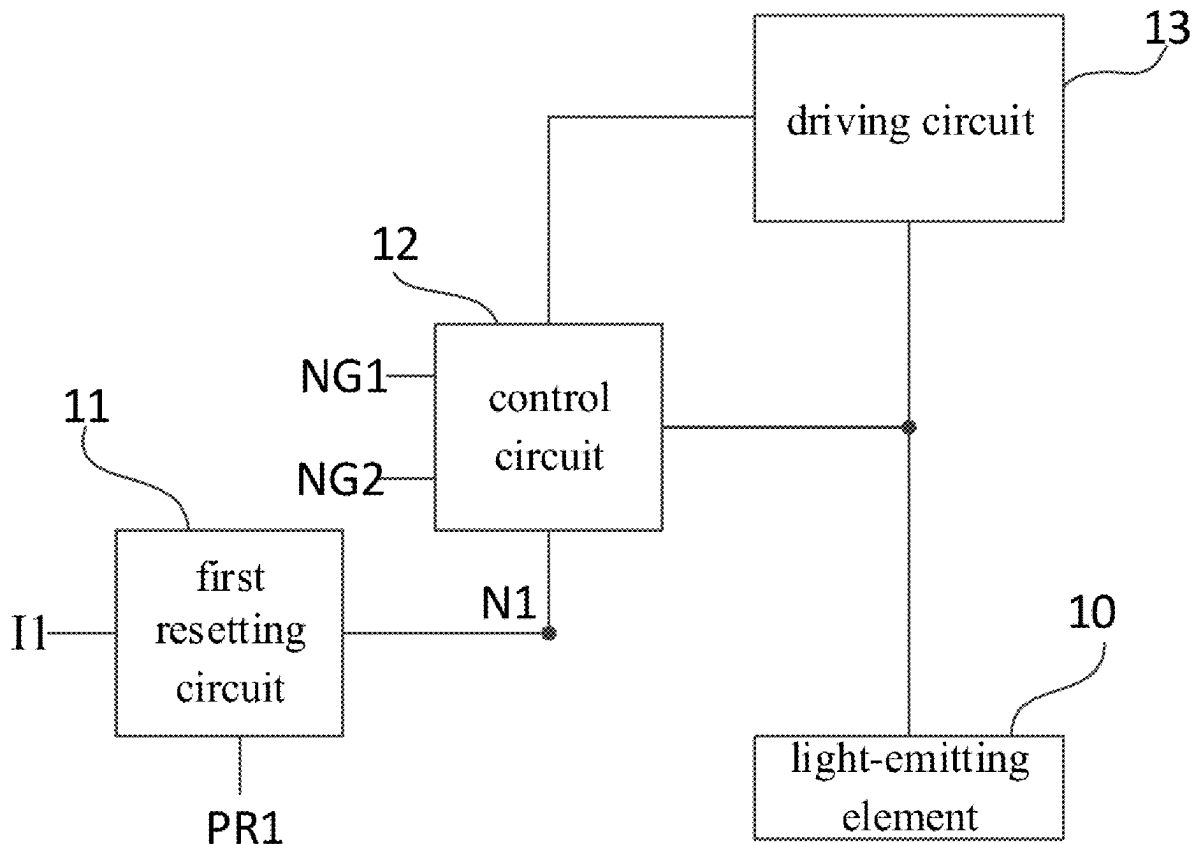 13
driving circuit
12
NG1
control
circuit
11
NG2
first
resetting
circuit
N1
I1
10
PR1
light-emitting
element